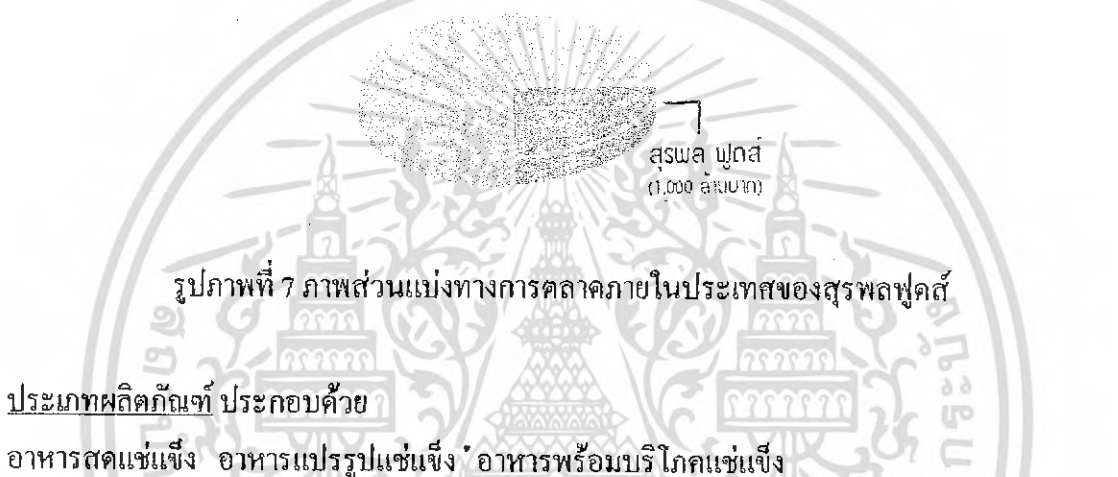 สุรพล ฟูดส์
(1,000 ล้านบาท)
รูปภาพที่ 7 ภาพส่วนแบ่งทางการตลาดภายในประเทศของสุรพลฟูดส์
ประเภทผลิตภัณฑ์ ประกอบด้วย
อาหารสดแช่แข็ง อาหารแปรรูปแช่แข็ง อาหารพร้อมบริโภคแช่แข็ง